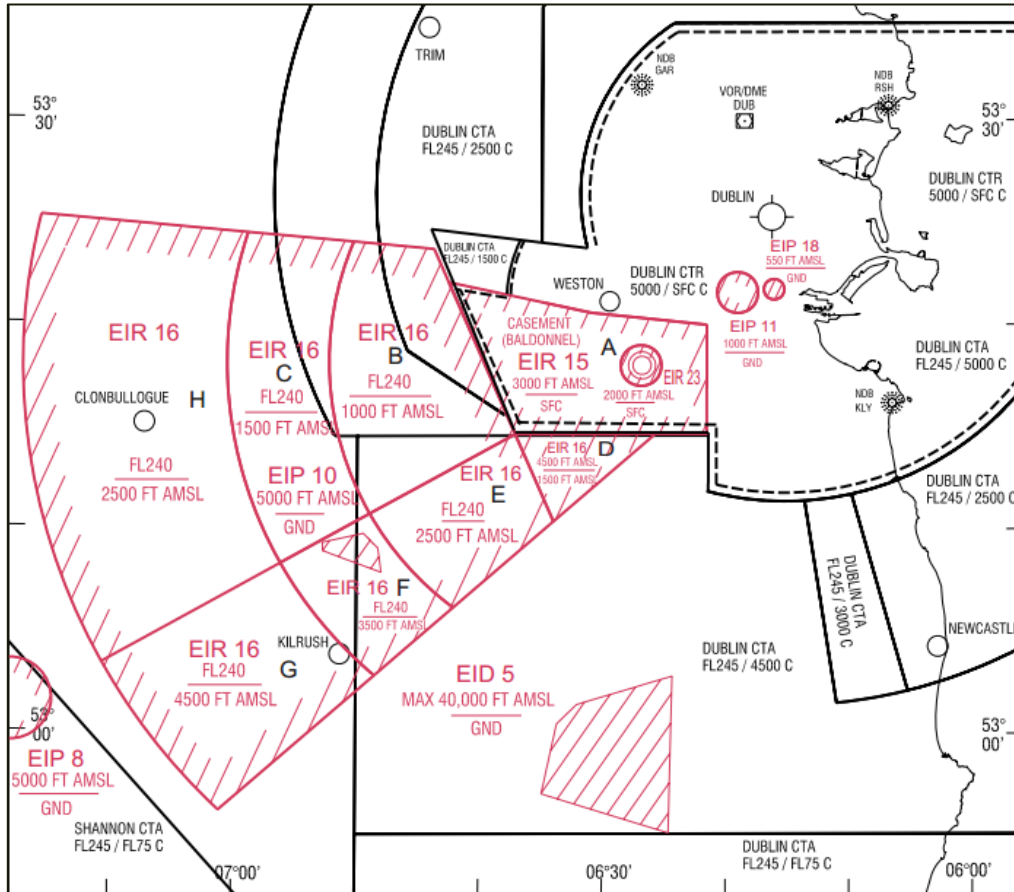 TRIM
NDB
GAR
VOR/DME
DUB
NDB
RSH
53°
30'
53°
30'
DUBLIN CTA
FL245 / 2500 C
DUBLIN
DUBLIN CTR
5000 / SFC C
DUBLIN CTA
FL245 / 1500 C
WESTON
DUBLIN CTR
5000 / SFC C
EIP 18
550 FT AMSL
GND
EIP 11
1000 FT AMSL
GND
CASEMENT
(BALDONNEL)
A
EIR 15
3000 FT AMSL
SFC
EIR 23
2000 FT AMSL
SFC
DUBLIN CTA
FL245 / 5000 C
NDB
KLY
EIR 16
H
CLONBULLOGUE
FL240
2500 FT AMSL
EIR 16
C
FL240
1500 FT AMSL
EIR 16
B
FL240
1000 FT AMSL
EIP 10
5000 FT AMSL
GND
EIR 16
D
4500 FT AMSL
1500 FT AMSL
EIR 16
E
FL240
2500 FT AMSL
DUBLIN CTA
FL245 / 2500 C
EIR 16 F
FL240
3500 FT AMSL
DUBLIN CTA
FL245 / 3000 C
EIR 16
FL240
4500 FT AMSL
G
KILRUSH
NEWCASTLE
DUBLIN CTA
FL245 / 4500 C
EID 5
MAX 40,000 FT AMSL
GND
53°
00'
53°
00'
EIP 8
5000 FT AMSL
GND
SHANNON CTA
FL245 / FL75 C
DUBLIN CTA
FL245 / FL75 C
07°00'
06°30'
06°00'